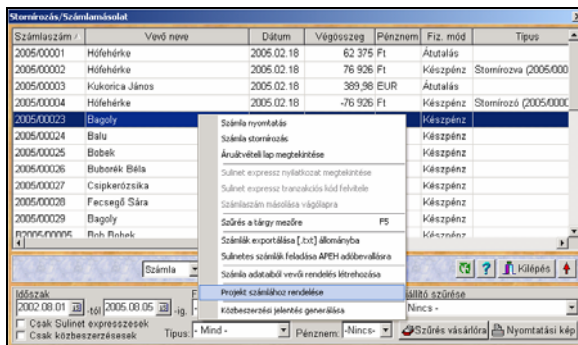 Stornírozás/Számlamásolat
Számlaszám Vevő neve Dátum Végösszeg Pénznem Fiz. mód Típus
2005/00001 Hófehérke 2005.02.18 62 375 Ft Átutalás
2005/00002 Hófehérke 2005.02.18 76 926 Ft Készpénz Stornírozva (2005/000
2005/00003 Kukorica János 2005.02.18 389,98 EUR Átutalás
2005/00004 Hófehérke 2005.02.18 -76 926 Ft Készpénz Stornírozó (2005/0000
2005/00023 Bagoly Készpénz
2005/00024 Balu Készpénz
2005/00025 Bobek Készpénz
2005/00026 Buborék Béla Készpénz
2005/00027 Csipkerózsika Készpénz
2005/00028 Fecsegő Sára Készpénz
2005/00029 Bagoly Készpénz
B2005/00005 Bob Bobek Készpénz
Számla nyomtatás
Számla stornírozás
Áruátvételi lap megtekintése
Sulinet expressz nyilatkozat megtekintése
Sulinet expressz tranzakciós kód felvitele
Számlaszám másolása vágólapra
Szűrés a tárgy mezőre F5
Számlák exportálása [.txt] állományba
Sulinetes számlák feladása APEH adóbevallásra
Számla adataiból vevői rendelés létrehozása
Projekt számlához rendelése
Közbeszerzési jelentés generálása
Számla
? Kilépés
Időszak
2002.08.01 -tól 2005.08.05 -ig.
állító szűrése
Nincs -
Csak Sulinet expresszesek
Csak közbeszerzésesek
Típus: - Mind -
Pénznem: -Nincs-
Szűrés vásárlóra
Nyomtatási kép